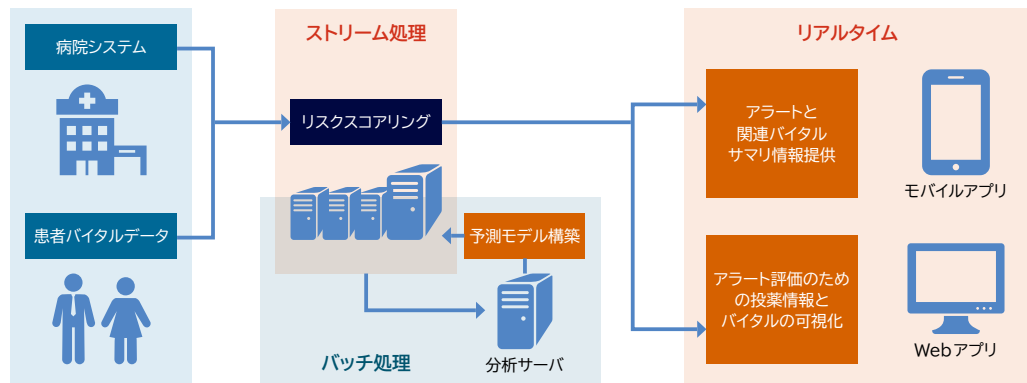 病院システム
患者バイタルデータ
ストリーム処理
リスクスコアリング
予測モデル構築
分析サーバ
バッチ処理
リアルタイム
アラートと
関連バイタル
サマリ情報提供
モバイルアプリ
アラート評価のため
の投薬情報と
バイタルの可視化
Webアプリ